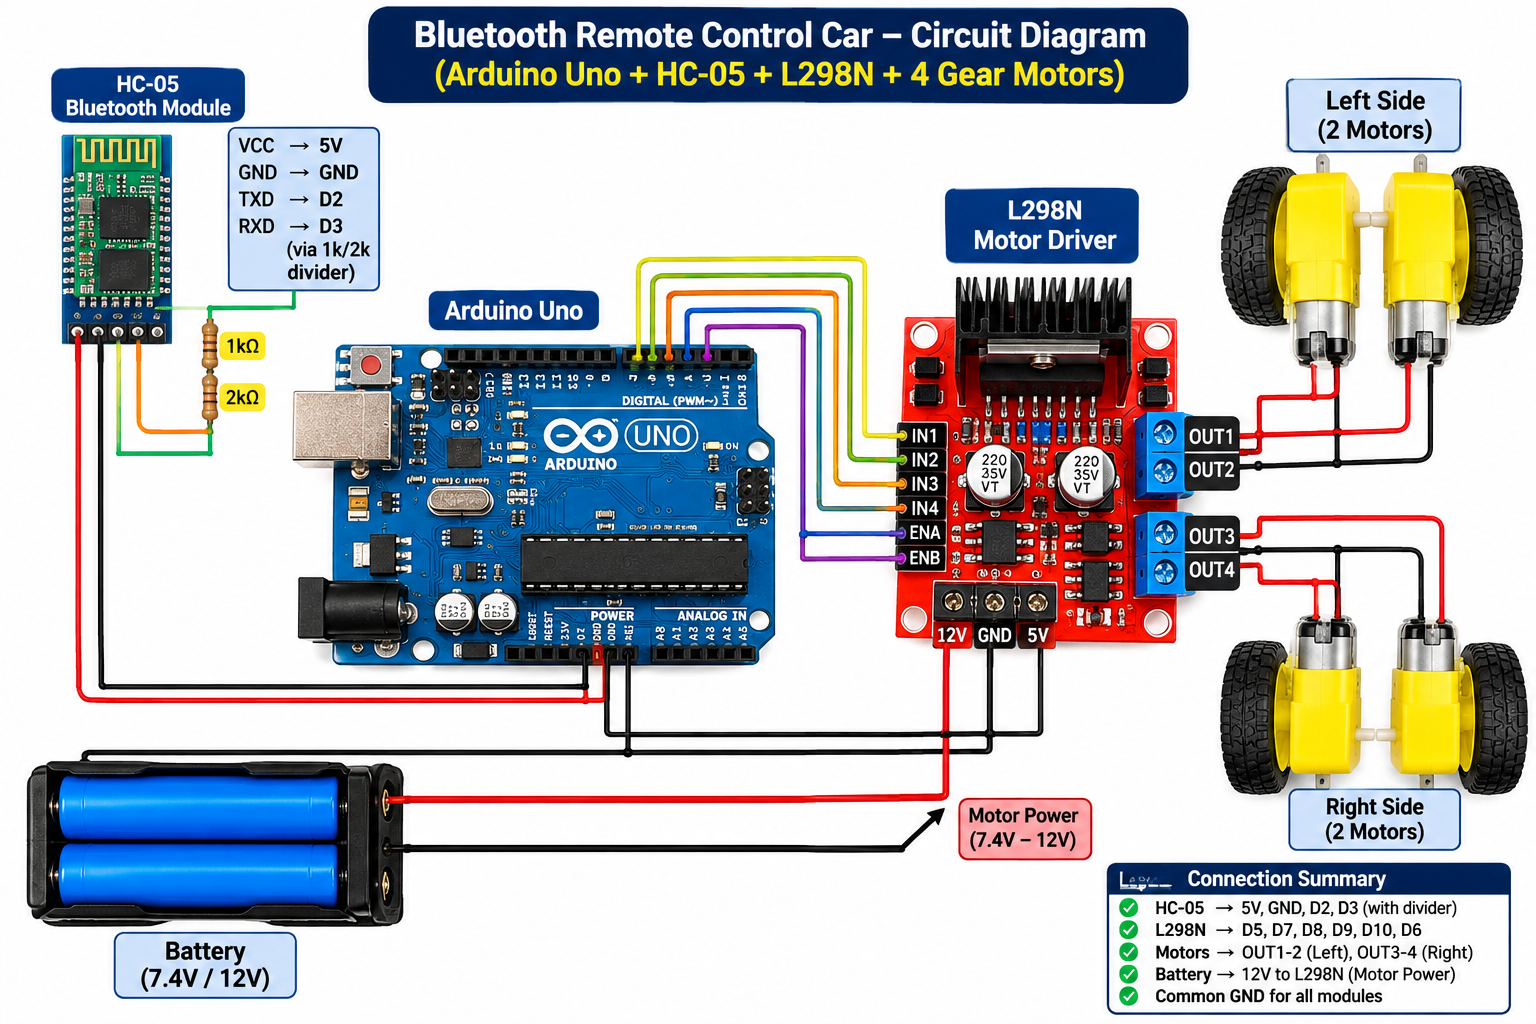 Bluetooth Remote Control Car – Circuit Diagram
(Arduino Uno + HC-05 + L298N + 4 Gear Motors)
HC-05
Bluetooth Module
VCC → 5V
GND → GND
TXD → D2
RXD → D3
(via 1k/2k
divider)
1kΩ
2kΩ
Arduino Uno
DIGITAL (PWM~)
UNO
ARDUINO
ON
POWER
ANALOG IN
L298N
Motor Driver
IN1
IN2
IN3
IN4
ENA
ENB
220
35V
VT
220
35V
VT
OUT1
OUT2
OUT3
OUT4
12V
GND
5V
Left Side
(2 Motors)
Right Side
(2 Motors)
Motor Power
(7.4V – 12V)
Battery
(7.4V / 12V)
Connection Summary
HC-05 → 5V, GND, D2, D3 (with divider)
L298N → D5, D7, D8, D9, D10, D6
Motors → OUT1-2 (Left), OUT3-4 (Right)
Battery → 12V to L298N (Motor Power)
Common GND for all modules